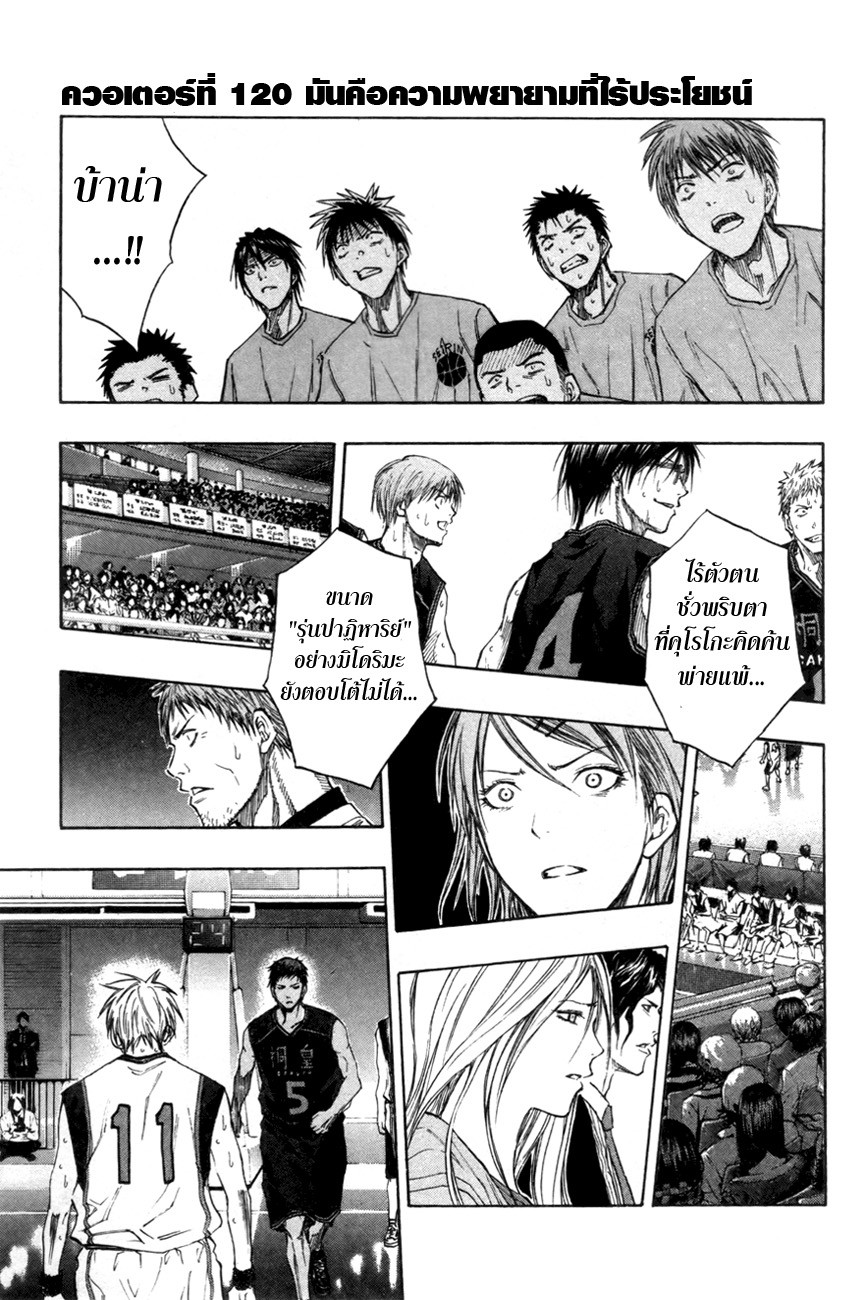 ควอเตอร์ที่ 120 มันคือความพยายามที่ไร้ประโยชน์
บ้าน่า
...!!
SEIRIN
ไร้ตัวตน
ชั่วพริบตา
ที่คุโรโกะคิดค้น
พ่ายแพ้...
4
桐
ขนาด
"รุ่นปาฏิหาริย์"
อย่างมิโดริมะ
ยังตอบโต้ไม่ได้...
桐皇
5
11